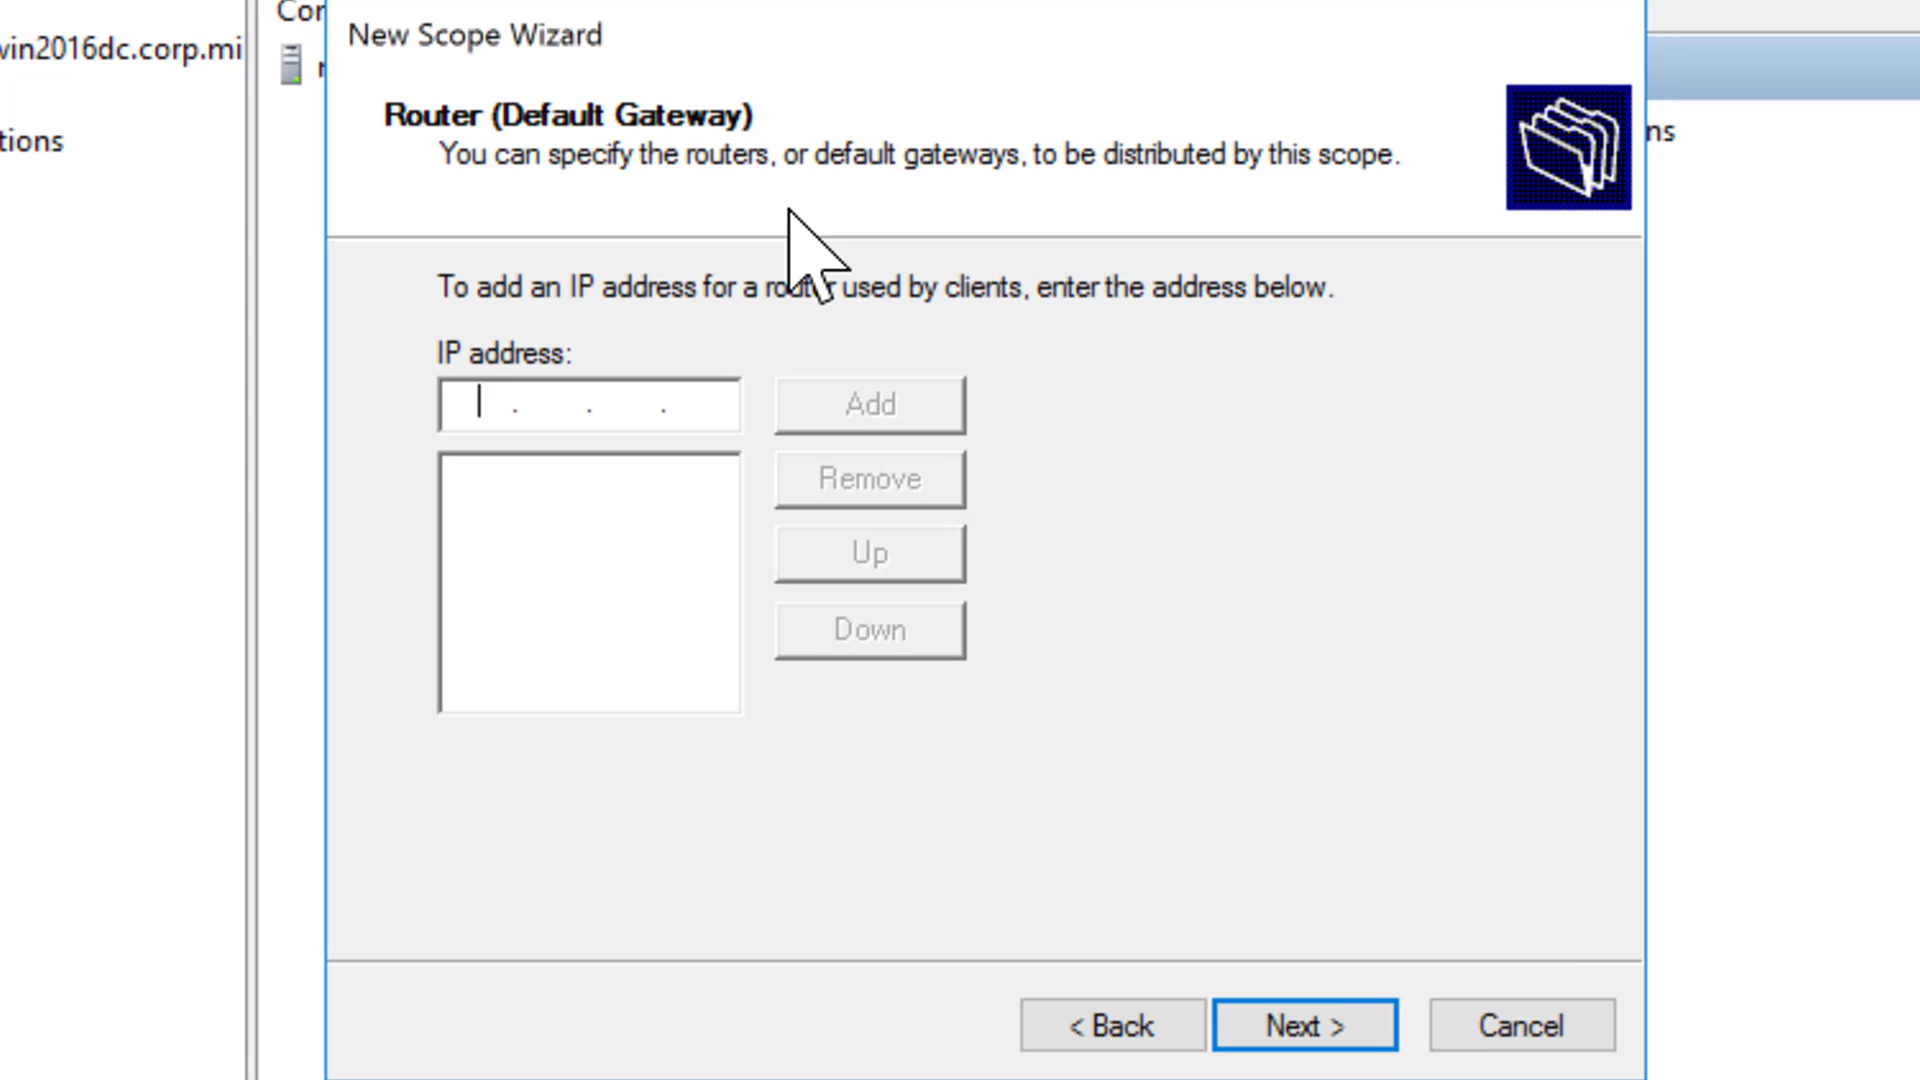 Cor
win2016dc.corp.mi
tions
New Scope Wizard
Router (Default Gateway)
You can specify the routers, or default gateways, to be distributed by this scope.
ns
To add an IP address for a router used by clients, enter the address below.
IP address:
. . .
Add
Remove
Up
Down
< Back
Next >
Cancel